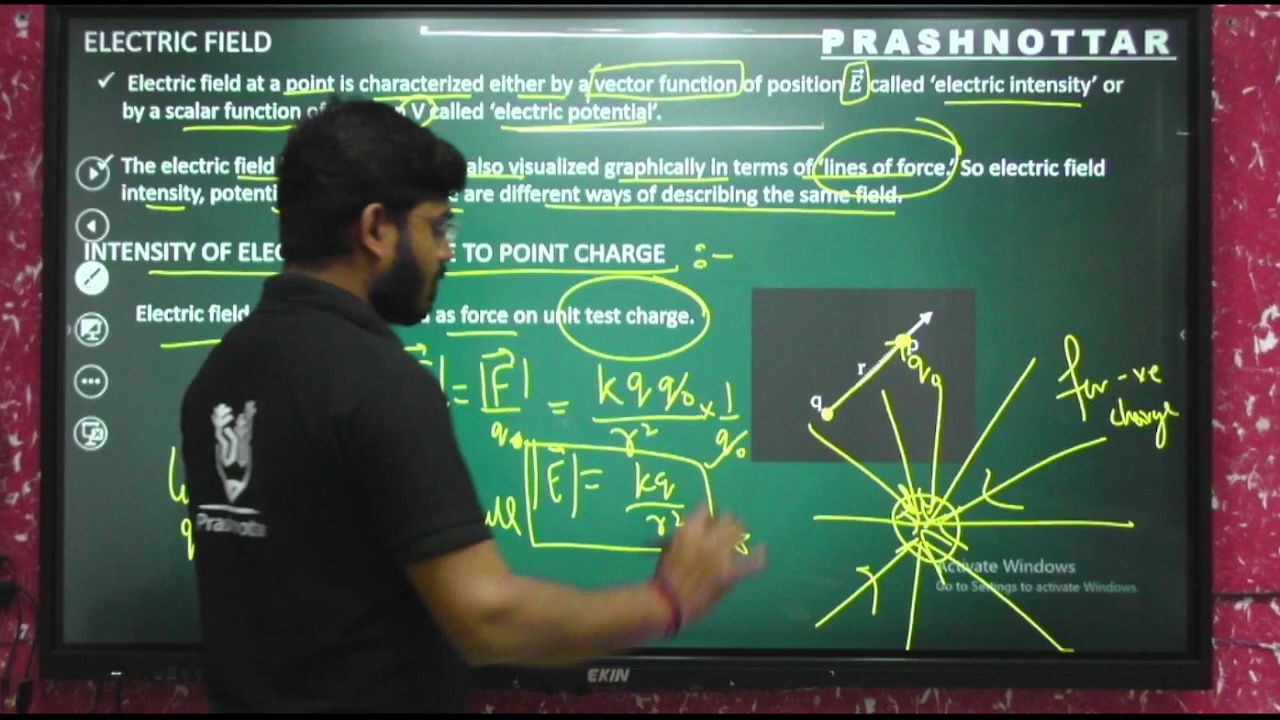 ELECTRIC FIELD
PRASHNOTTAR
✓ Electric field at a point is characterized either by a vector function of position E⃗ called ‘electric intensity’ or
by a scalar function of V called ‘electric potential’.
✓ The electric field also visualized graphically in terms of ‘lines of force.’ So electric field
intensity, are different ways of describing the same field.
INTENSITY OF TO POINT CHARGE :-
Electric field as force on unit test charge.
P
r
q₀
q
for -ve
charge
| = |F⃗| / q₀ = k q q₀ / r² × 1 / q₀
|E⃗| = kq / r²
Prashnotta
Activate Windows
Go to Settings to activate Windows.
EKIN